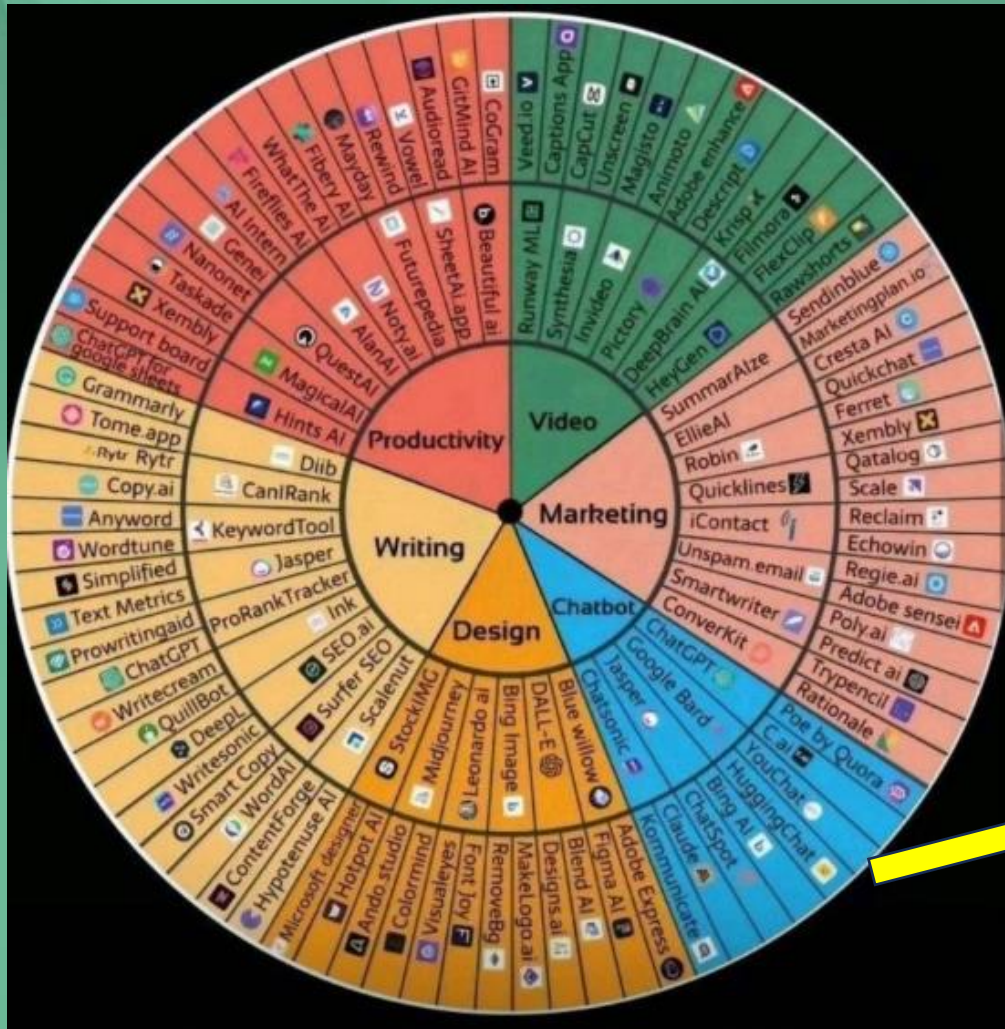 Productivity
Video
Marketing
Chatbot
Design
Writing
Runway ML
Synthesia
Invideo
Pictory
DeepBrain AI
HeyGen
Veed.io
Captions App
CapCut
Unscreen
Magisto
Animoto
Adobe enhance
Descript
Krisp
Filmora
FlexClip
Rawshorts
SummarAIze
EllieAI
Robin
Quicklines
iContact
Unspam.email
Smartwriter
ConverKit
Sendinblue
Marketingplan.io
Cresta AI
Quickchat
Ferret
Xembly
Qatalog
Scale
Reclaim
Echowin
Regie.ai
Adobe sensei
Poly.ai
Predict ai
Trypencil
Rationale
ChatGPT
Google Bard
Jasper
Chatsonic
Poe by Quora
C.ai
YouChat
HuggingChat
Bing AI
ChatSpot
Claude
Kommunicate
Blue willow
DALL-E
Bing Image
Leonardo ai
Midjourney
StockIMG
Adobe Express
Figma AI
Blend AI
Designs.ai
MakeLogo.ai
RemoveBg
Font Joy
Visualeyes
Colormind
Ando studio
Hotpot AI
Microsoft designer
Scalenut
Surfer SEO
SEO.ai
Ink
ProRankTracker
Jasper
KeywordTool
CanIRank
Diib
Hypotenuse AI
ContentForge
WordAI
Smart Copy
Writesonic
DeepL
QuillBot
Writecream
ChatGPT
Prowritingaid
Text Metrics
Simplified
Wordtune
Anyword
Copy.ai
Rytr Rytr
Tome.app
Grammarly
Hints AI
MagicalAI
QuestAI
AlanAI
Noty.ai
Futurepedia
SheetAi.app
Beautiful ai
ChatGPT for
google sheets
Support board
Xembly
Taskade
Nanonet
Genei
AI Intern
Fireflies AI
WhatThe AI
Fibery AI
Mayday
Rewind
Vowel
Audioread
GitMind AI
CoGram